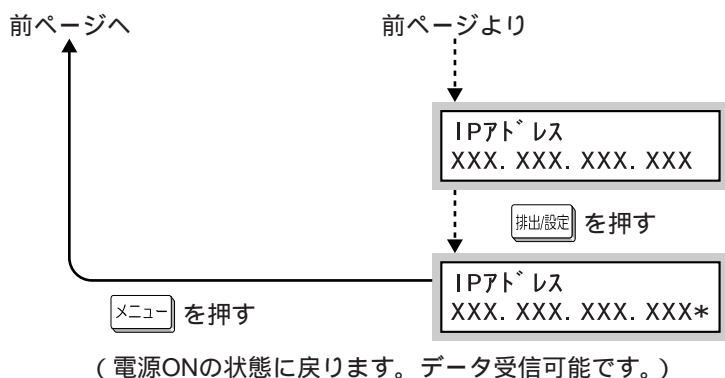 前ページへ
前ページより
IPアドレス
XXX. XXX. XXX. XXX
排出/設定 を押す
IPアドレス
XXX. XXX. XXX. XXX*
メニュー を押す
(電源ONの状態に戻ります。データ受信可能です。)